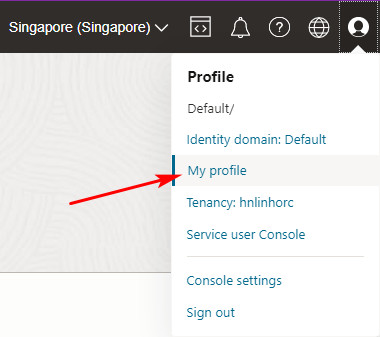 Singapore (Singapore)
Profile
Default/
Identity domain: Default
My profile
Tenancy: hnlinhorc
Service user Console
Console settings
Sign out